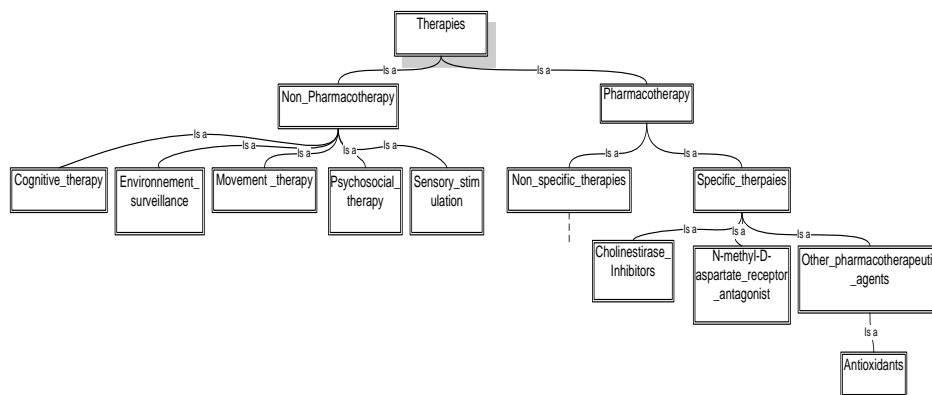 Therapies
Is a
Is a
Non_Pharmacotherapy
Pharmacotherapy
Is a
Is a
Is a
Is a
Is a
Is a
Is a
Cognitive_therapy
Environnement_
surveillance
Movement _therapy
Psychosocial_
therapy
Sensory_stim
ulation
Non_specific_therapies
Specific_therpaies
Is a
Is a
Is a
Cholinestirase_
Inhibitors
N-methyl-D-
aspartate_receptor
_antagonist
Other_pharmacotherapeuti
_agents
Is a
Antioxidants